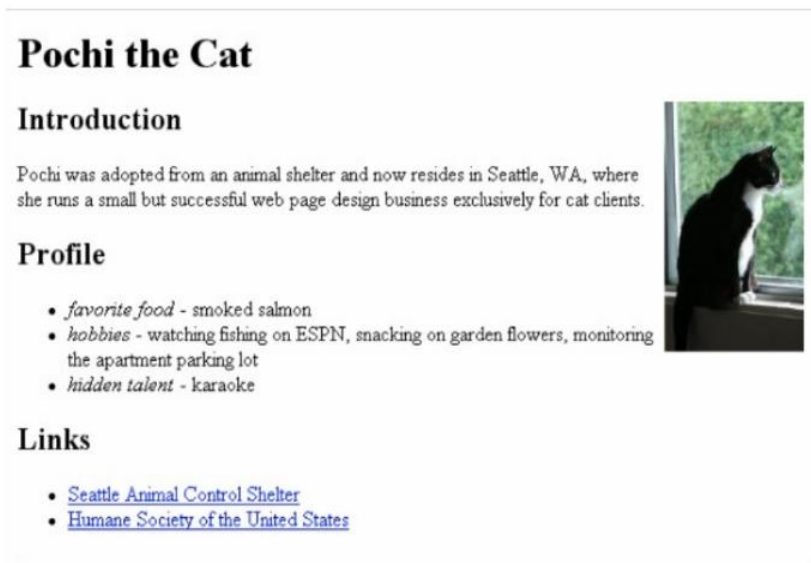 Pochi the Cat
Introduction
Pochi was adopted from an animal shelter and now resides in Seattle, WA, where
she runs a small but successful web page design business exclusively for cat clients.
Profile
• favorite food - smoked salmon
• hobbies - watching fishing on ESPN, snacking on garden flowers, monitoring
the apartment parking lot
• hidden talent - karaoke
Links
• Seattle Animal Control Shelter
• Humane Society of the United States